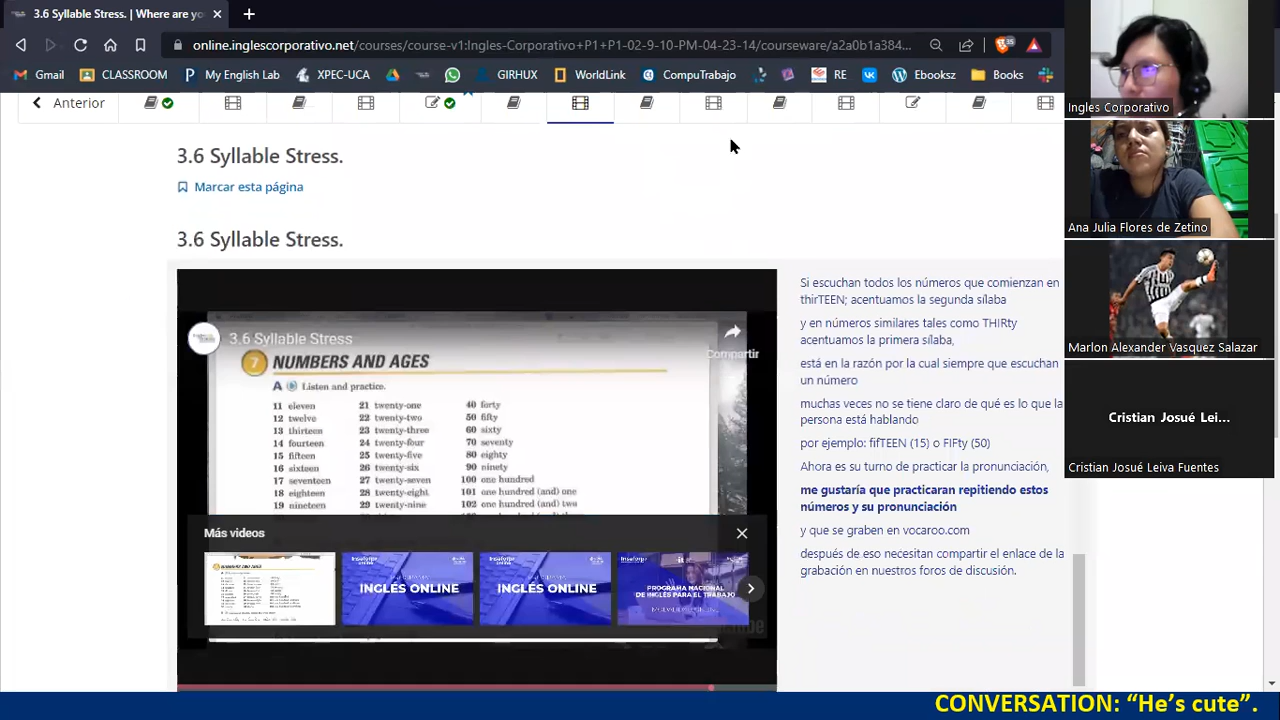 3.6 Syllable Stress. | Where are yo
online.inglescorporativo.net/courses/course-v1:Ingles-Corporativo+P1+P1-02-9-10-PM-04-23-14/courseware/a2a0b1a384...
35
Gmail CLASSROOM My English Lab XPEC-UCA GIRHUX WorldLink CompuTrabajo RE Ebooksz Books
Anterior
3.6 Syllable Stress.
Marcar esta página
3.6 Syllable Stress.
3.6 Syllable Stress
Compartir
7 NUMBERS AND AGES
A Listen and practice.
11 eleven 21 twenty-one 40 forty
12 twelve 22 twenty-two 50 fifty
13 thirteen 23 twenty-three 60 sixty
14 fourteen 24 twenty-four 70 seventy
15 fifteen 25 twenty-five 80 eighty
16 sixteen 26 twenty-six 90 ninety
17 seventeen 27 twenty-seven 100 one hundred
18 eighteen 28 twenty-eight 101 one hundred (and) one
19 nineteen 29 twenty-nine 102 one hundred (and) two
Más videos
NUMBERS AND AGES
INGLÉS ONLINE
INGLÉS ONLINE
DE INGLÉS PARA EL TRABAJO
Si escuchan todos los números que comienzan en
thirTEEN; acentuamos la segunda sílaba
y en números similares tales como THIRty
acentuamos la primera sílaba,
está en la razón por la cual siempre que escuchan
un número
muchas veces no se tiene claro de qué es lo que la
persona está hablando
por ejemplo: fifTEEN (15) o FIFty (50)
Ahora es su turno de practicar la pronunciación,
me gustaría que practicaran repitiendo estos
números y su pronunciación
y que se graben en vocaroo.com
después de eso necesitan compartir el enlace de la
grabación en nuestros foros de discusión.
Ingles Corporativo
Ana Julia Flores de Zetino
Marlon Alexander Vasquez Salazar
Cristian Josué Lei...
Cristian Josué Leiva Fuentes
CONVERSATION: “He’s cute”.